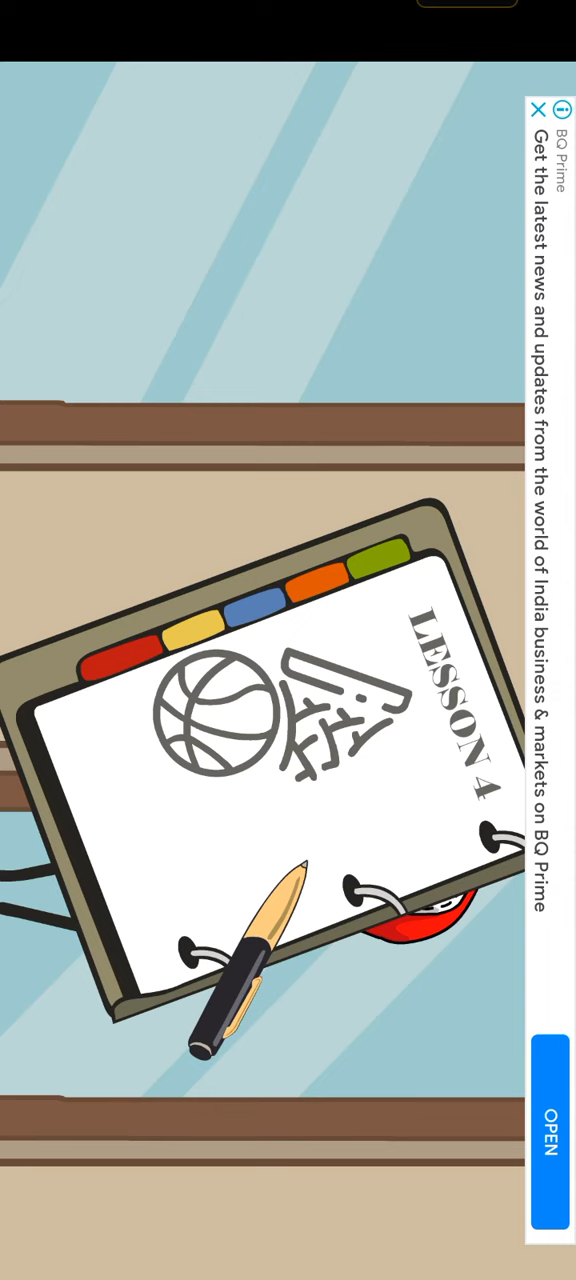 BQ Prime
Get the latest news and updates from the world of India business & markets on BQ Prime
OPEN
LESSON 4